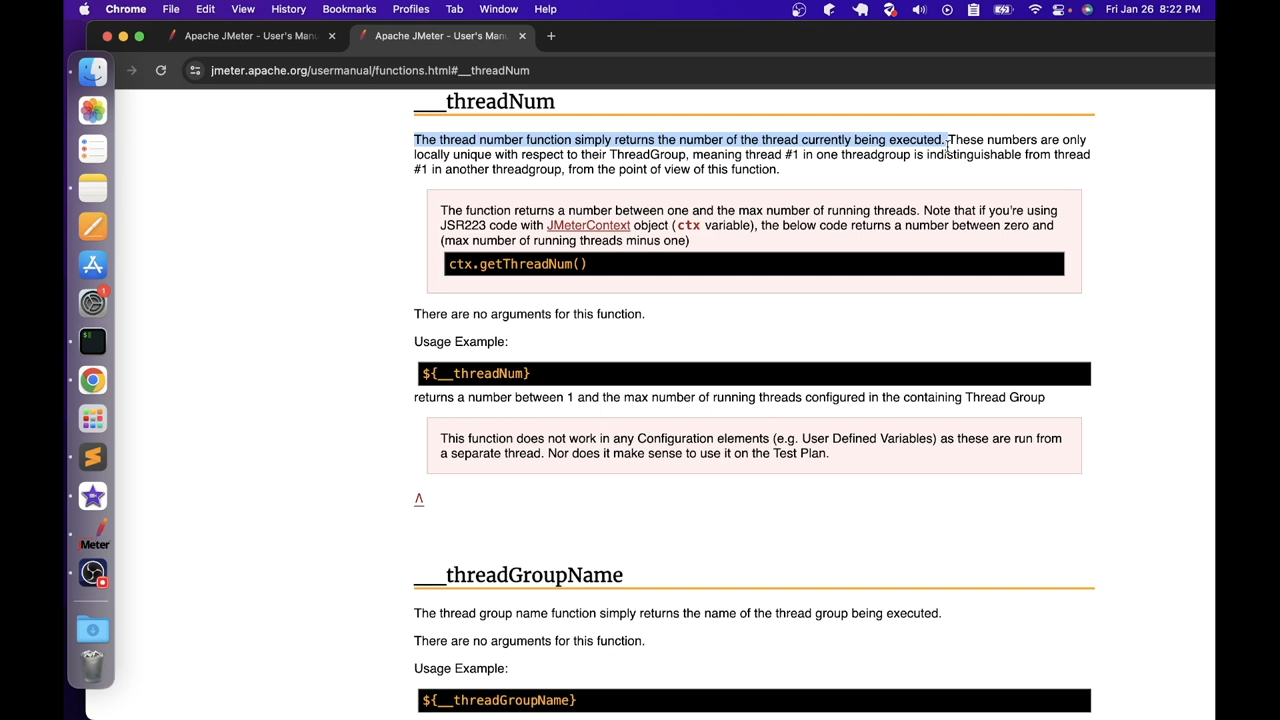 Chrome File Edit View History Bookmarks Profiles Tab Window Help Fri Jan 26 8:22 PM
Apache JMeter - User's Manu Apache JMeter - User's Manu
jmeter.apache.org/usermanual/functions.html#__threadNum
__threadNum
The thread number function simply returns the number of the thread currently being executed. These numbers are only
locally unique with respect to their ThreadGroup, meaning thread #1 in one threadgroup is indistinguishable from thread
#1 in another threadgroup, from the point of view of this function.
The function returns a number between one and the max number of running threads. Note that if you're using
JSR223 code with JMeterContext object (ctx variable), the below code returns a number between zero and
(max number of running threads minus one)
ctx.getThreadNum()
There are no arguments for this function.
Usage Example:
${__threadNum}
returns a number between 1 and the max number of running threads configured in the containing Thread Group
This function does not work in any Configuration elements (e.g. User Defined Variables) as these are run from
a separate thread. Nor does it make sense to use it on the Test Plan.
^
__threadGroupName
The thread group name function simply returns the name of the thread group being executed.
There are no arguments for this function.
Usage Example:
${__threadGroupName}
1
JMeter